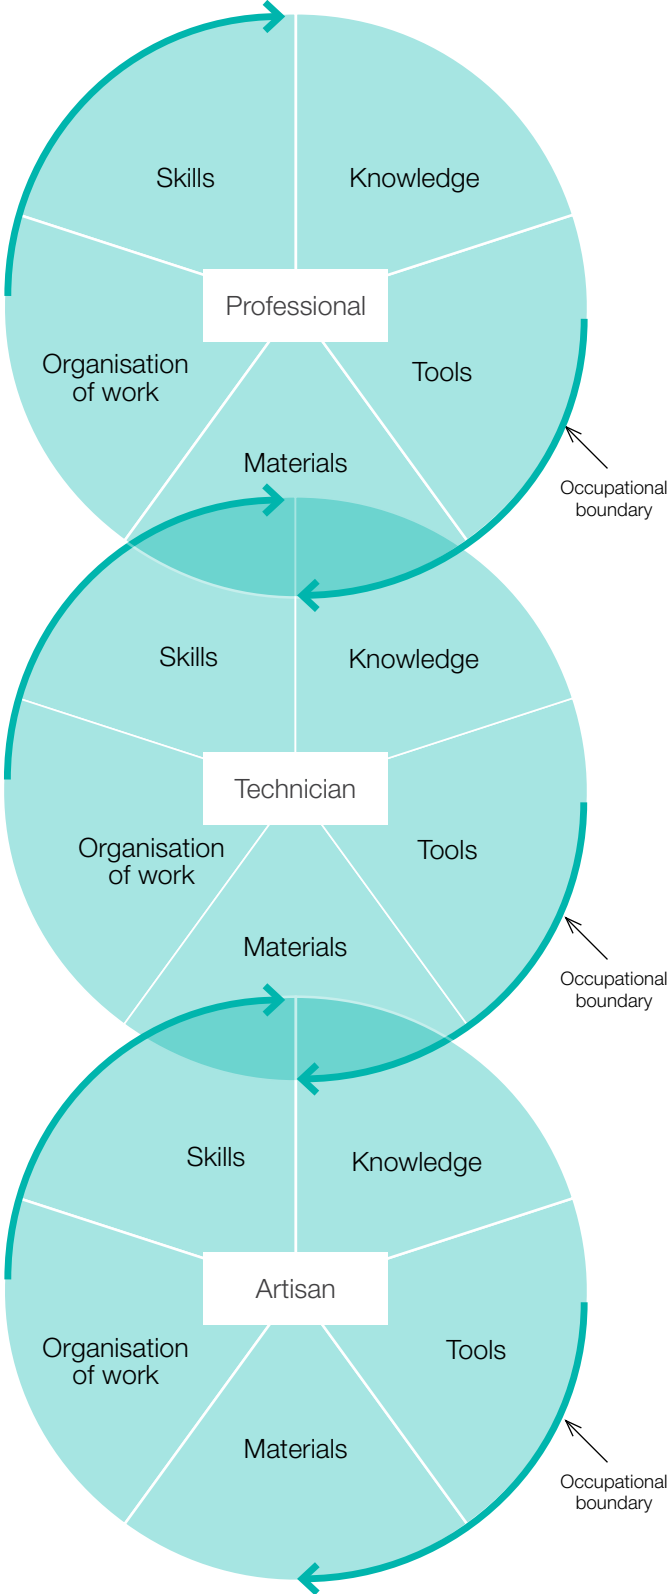 Skills
Knowledge
Professional
Organisation
of work
Tools
Materials
Occupational
boundary
Skills
Knowledge
Technician
Organisation
of work
Tools
Materials
Occupational
boundary
Skills
Knowledge
Artisan
Organisation
of work
Tools
Materials
Occupational
boundary